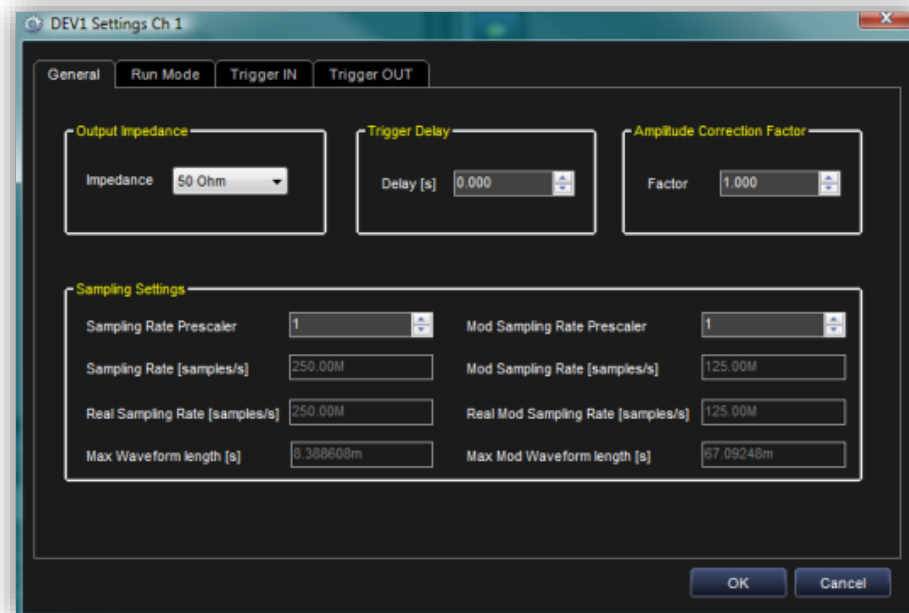 DEV1 Settings Ch 1
General Run Mode Trigger IN Trigger OUT
Output Impedance
Impedance 50 Ohm
Trigger Delay
Delay [s] 0.000
Amplitude Correction Factor
Factor 1.000
Sampling Settings
Sampling Rate Prescaler 1 Mod Sampling Rate Prescaler 1
Sampling Rate [samples/s] 250.00M Mod Sampling Rate [samples/s] 125.00M
Real Sampling Rate [samples/s] 250.00M Real Mod Sampling Rate [samples/s] 125.00M
Max Waveform length [s] 8.388608m Max Mod Waveform length [s] 67.09248m
OK Cancel